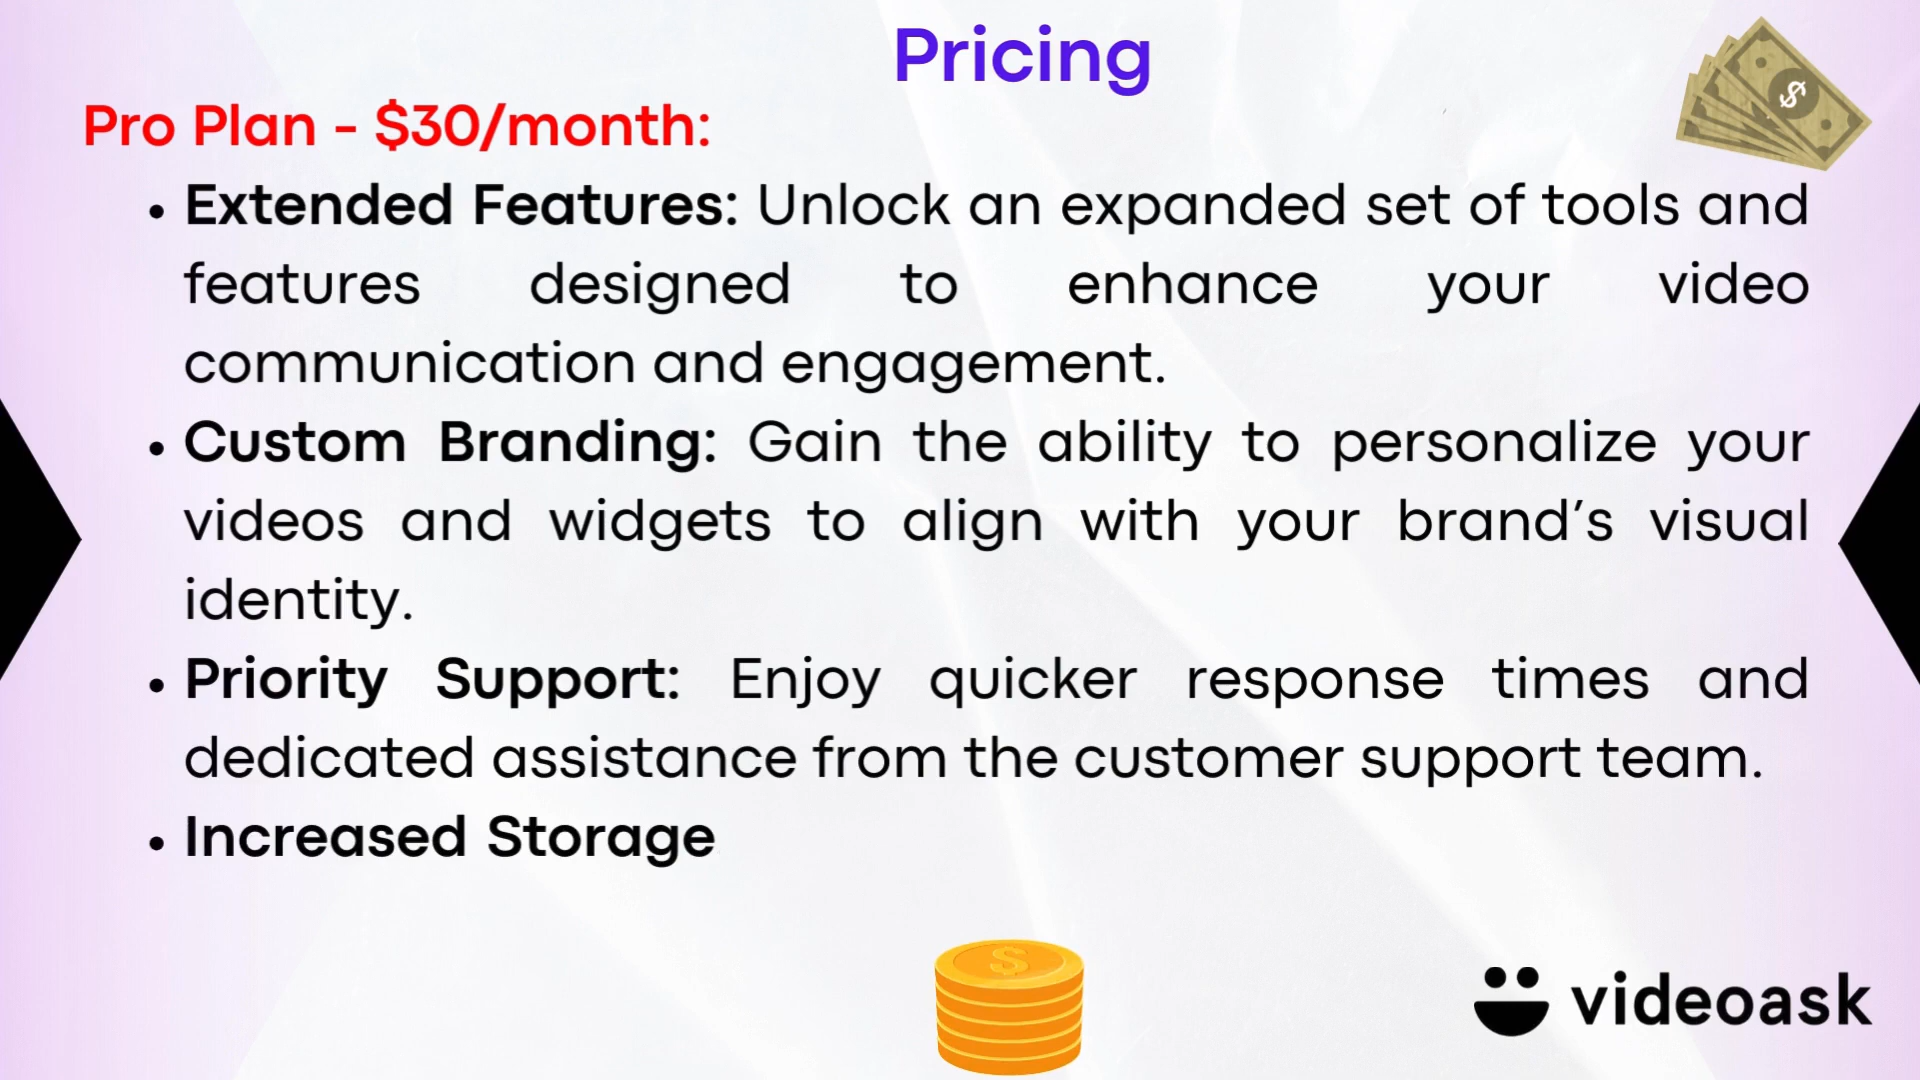 Pricing
Pro Plan - $30/month:
• Extended Features: Unlock an expanded set of tools and
features designed to enhance your video
communication and engagement.
• Custom Branding: Gain the ability to personalize your
videos and widgets to align with your brand’s visual
identity.
• Priority Support: Enjoy quicker response times and
dedicated assistance from the customer support team.
• Increased Storage
$
$
videoask